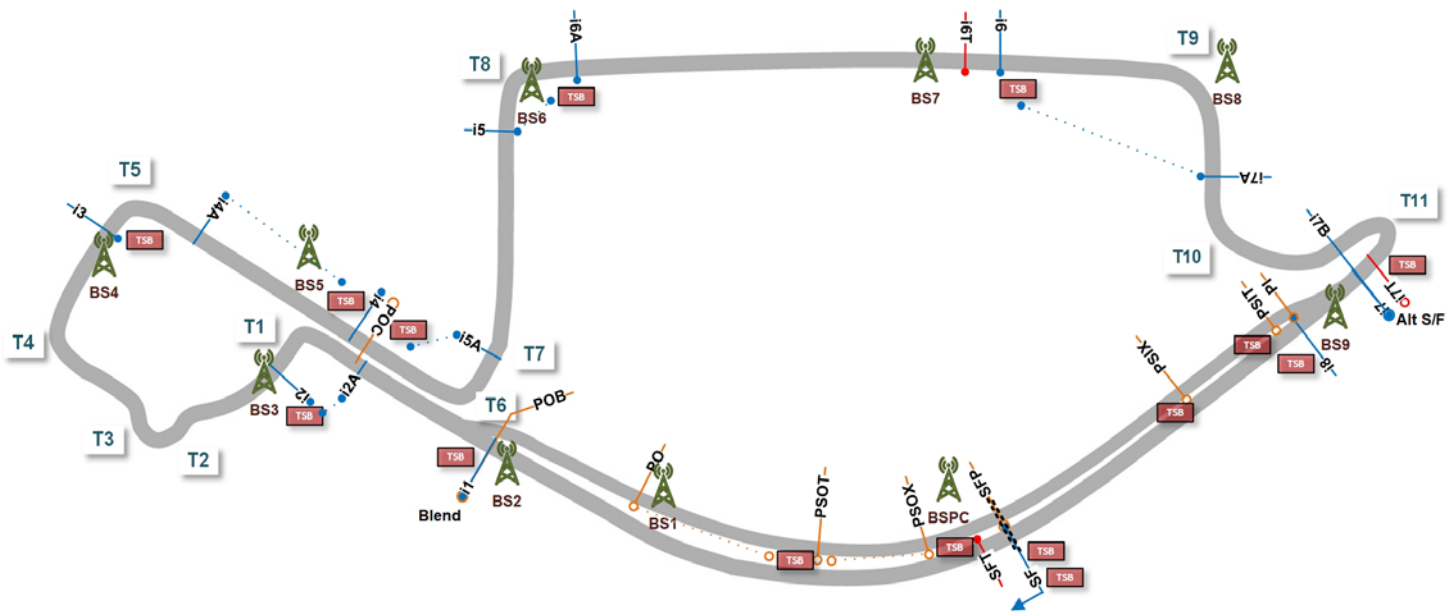 i6A
i6T
i6
T8
T9
BS6
TSB
BS7
TSB
BS8
i5
T5
i3
i4A
i7A
T11
TSB
BS4
BS5
TSB
i4
POC
TSB
i7B
T10
TSB
i7T
i7
Alt S/F
PI
PSIT
BS9
T4
T1
i5A
T7
TSB
TSB
i8
BS3
i2
i2A
TSB
PSIX
TSB
T6
POB
T3
T2
TSB
i1
BS2
Blend
PO
BS1
PSOT
TSB
PSOX
BSPC
SFP
TSB
SFT
SF
TSB
TSB